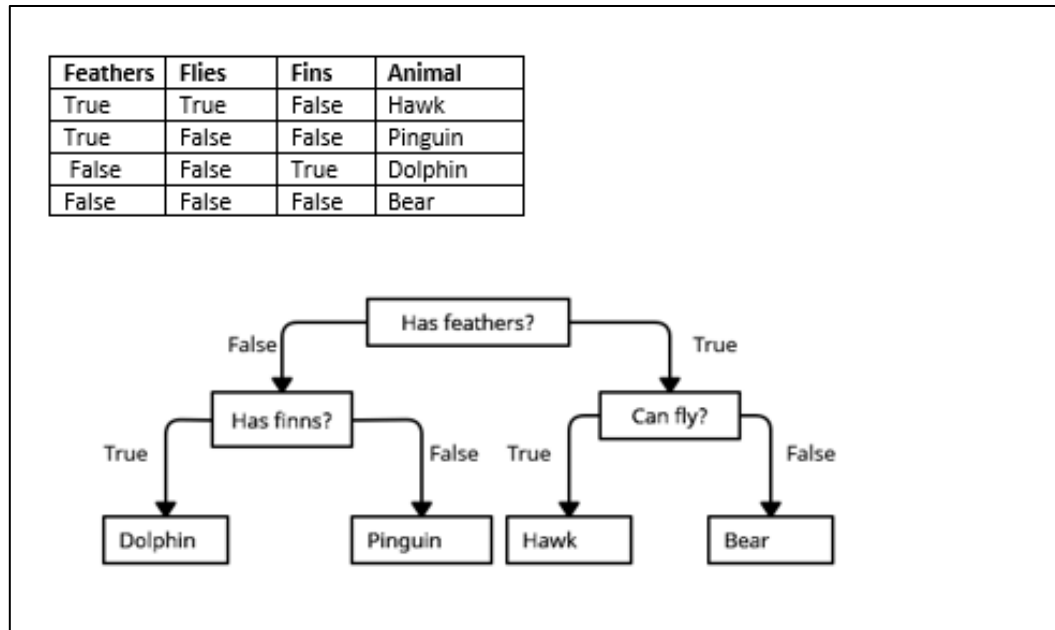 Feathers Flies Fins Animal
True True False Hawk
True False False Pinguin
False False True Dolphin
False False False Bear
Has feathers?
False True
Has finns? Can fly?
True False True False
Dolphin Pinguin Hawk Bear